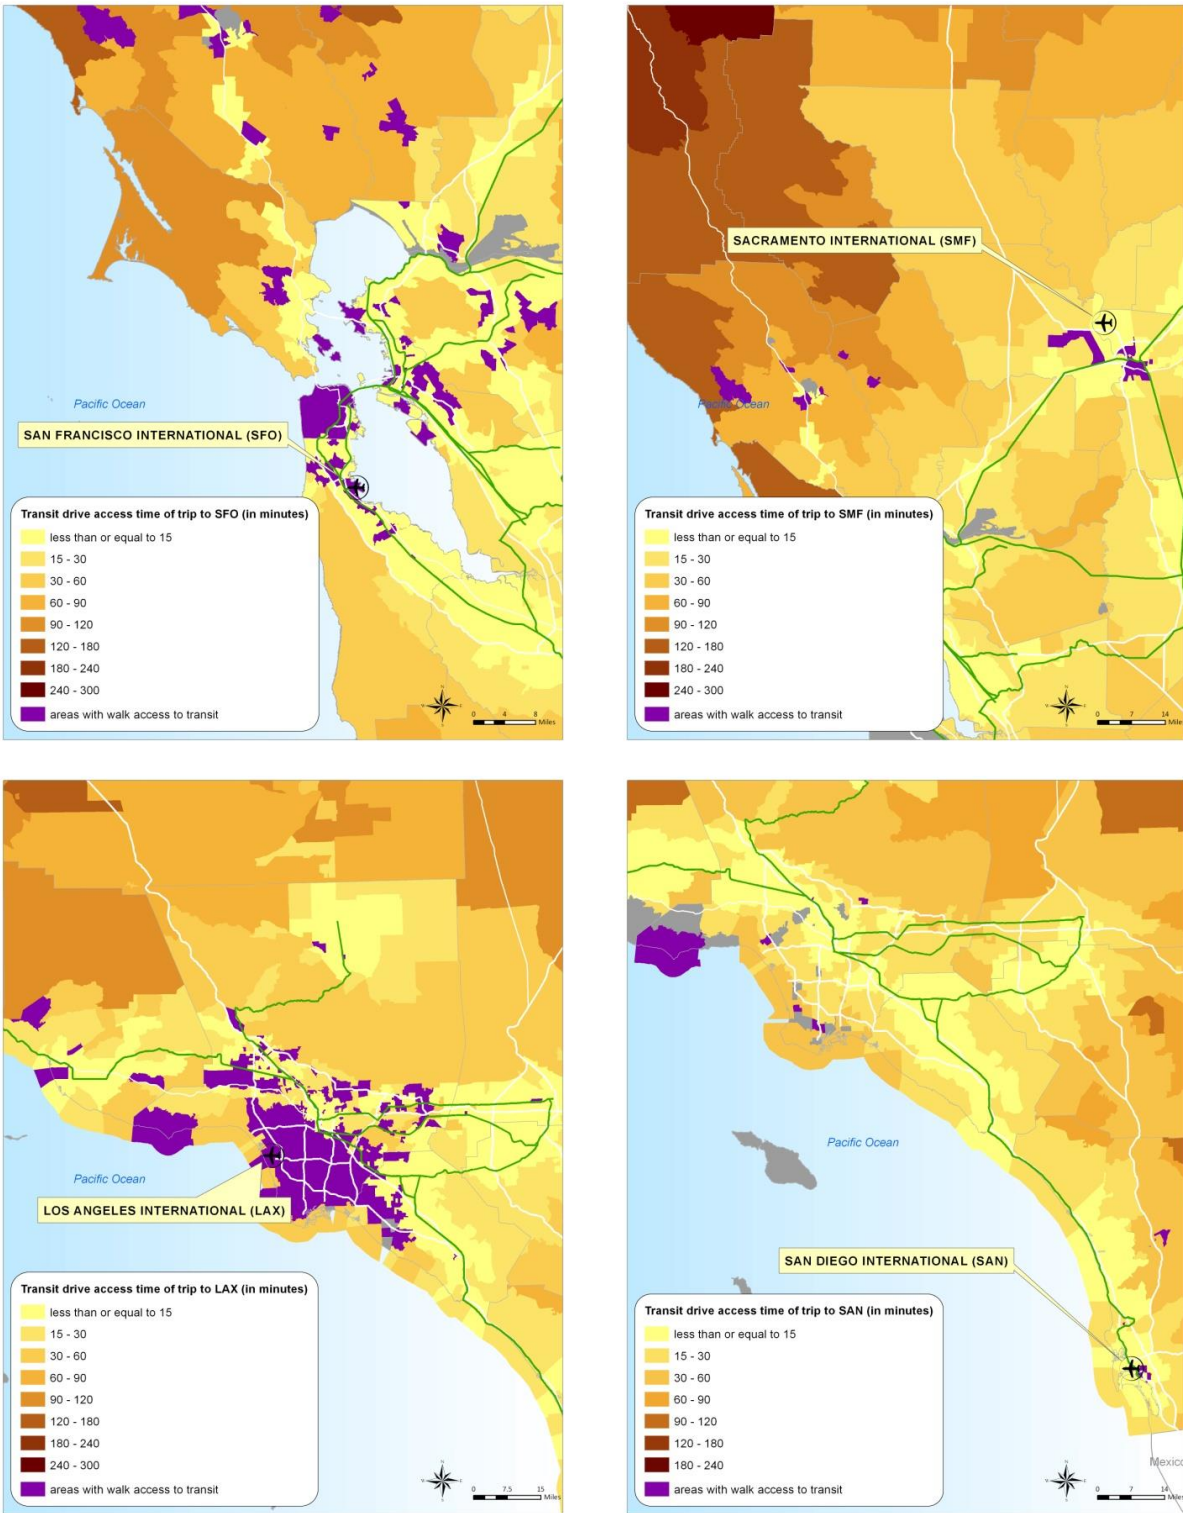 Pacific Ocean
SAN FRANCISCO INTERNATIONAL (SFO)
Transit drive access time of trip to SFO (in minutes)
less than or equal to 15
15 - 30
30 - 60
60 - 90
90 - 120
120 - 180
180 - 240
240 - 300
areas with walk access to transit
0 4 8
Miles
SACRAMENTO INTERNATIONAL (SMF)
Pacific Ocean
Transit drive access time of trip to SMF (in minutes)
less than or equal to 15
15 - 30
30 - 60
60 - 90
90 - 120
120 - 180
180 - 240
240 - 300
areas with walk access to transit
0 7 14
Miles
Pacific Ocean
LOS ANGELES INTERNATIONAL (LAX)
Transit drive access time of trip to LAX (in minutes)
less than or equal to 15
15 - 30
30 - 60
60 - 90
90 - 120
120 - 180
180 - 240
240 - 300
areas with walk access to transit
0 7.5 15
Miles
Pacific Ocean
SAN DIEGO INTERNATIONAL (SAN)
Transit drive access time of trip to SAN (in minutes)
less than or equal to 15
15 - 30
30 - 60
60 - 90
90 - 120
120 - 180
180 - 240
areas with walk access to transit
Mexico
0 7 14
Miles